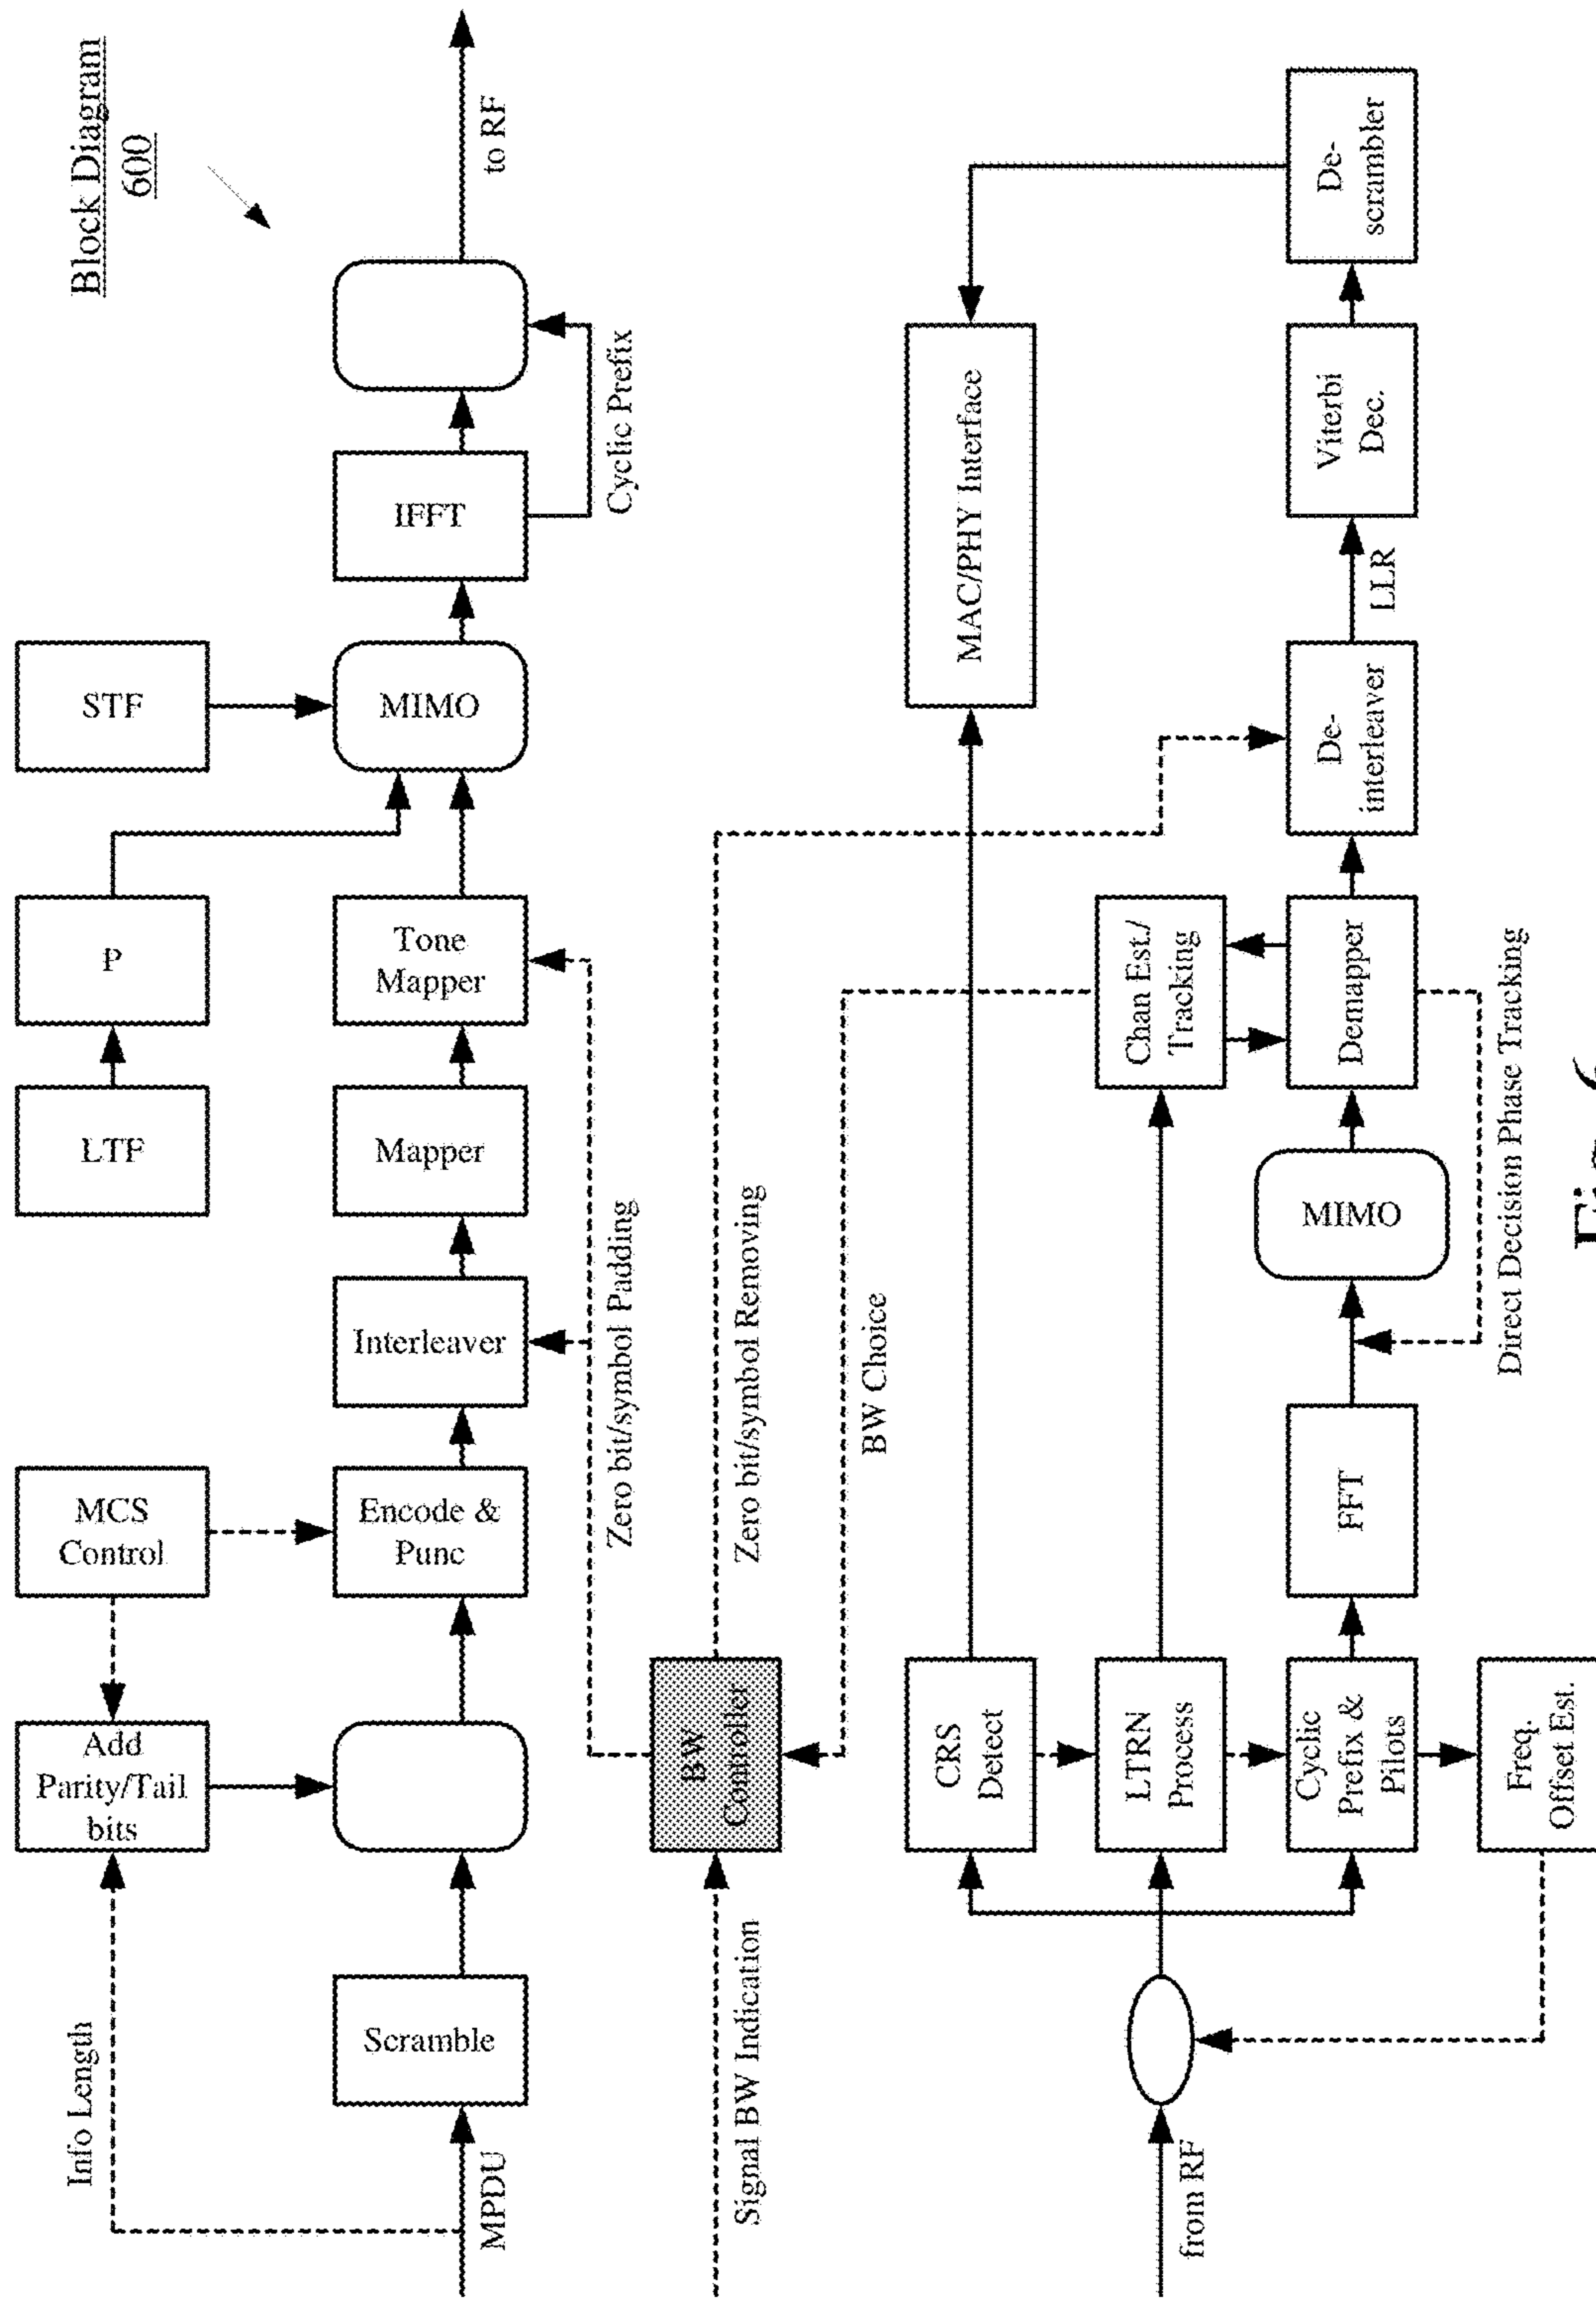 Block Diagram
600
Info Length
Add
Parity/Tail
bits
MCS
Control
LTF
P
STF
MPDU
Scramble
Encode &
Punc
Interleaver
Mapper
Tone
Mapper
MIMO
IFFT
to RF
Cyclic Prefix
Zero bit/symbol Padding
Signal BW Indication
BW
Controller
Zero bit/symbol Removing
BW Choice
CRS
Detect
MAC/PHY Interface
from RF
LTRN
Process
Chan Est./
Tracking
Cyclic
Prefix &
Pilots
FFT
MIMO
Demapper
De-
interleaver
LLR
Viterbi
Dec.
De-
scrambler
Freq.
Offset Est.
Direct Decision Phase Tracking